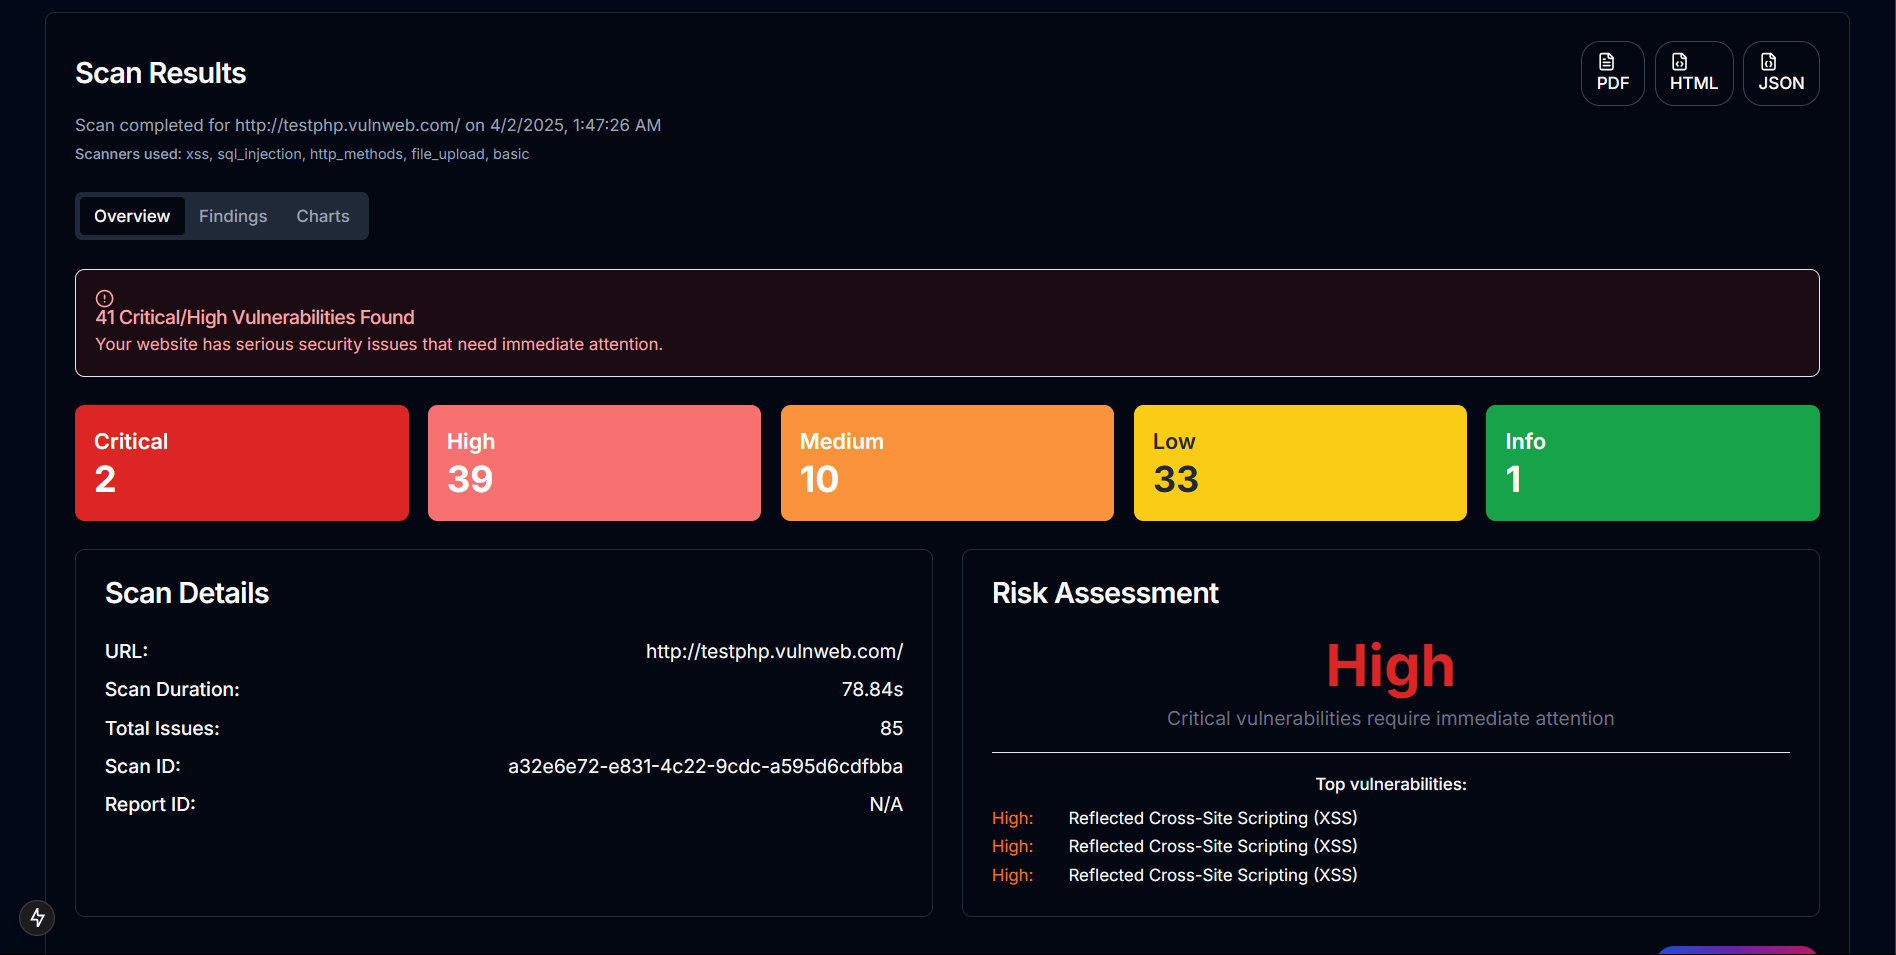 Scan Results
PDF
HTML
JSON
Scan completed for http://testphp.vulnweb.com/ on 4/2/2025, 1:47:26 AM
Scanners used: xss, sql_injection, http_methods, file_upload, basic
Overview
Findings
Charts
41 Critical/High Vulnerabilities Found
Your website has serious security issues that need immediate attention.
Critical
2
High
39
Medium
10
Low
33
Info
1
Scan Details
URL: http://testphp.vulnweb.com/
Scan Duration: 78.84s
Total Issues: 85
Scan ID: a32e6e72-e831-4c22-9cdc-a595d6cdfbba
Report ID: N/A
Risk Assessment
High
Critical vulnerabilities require immediate attention
Top vulnerabilities:
High: Reflected Cross-Site Scripting (XSS)
High: Reflected Cross-Site Scripting (XSS)
High: Reflected Cross-Site Scripting (XSS)